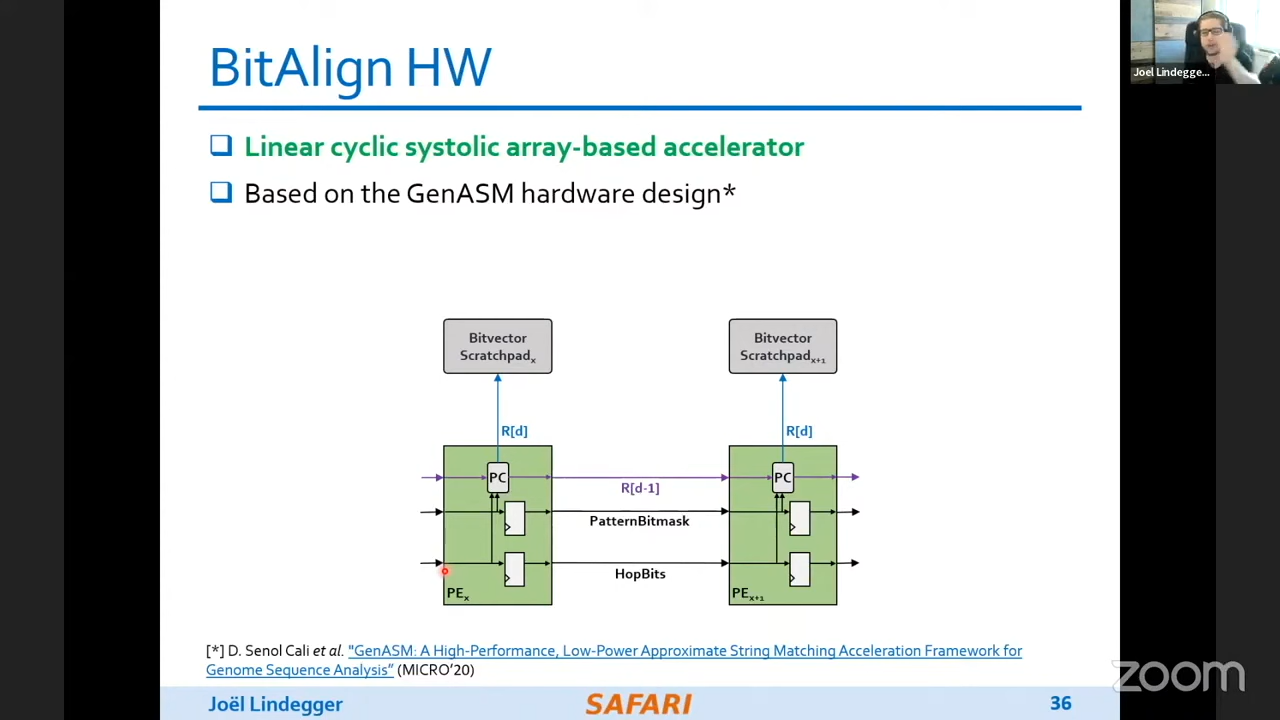 BitAlign HW
Joel Lindegge...
Linear cyclic systolic array-based accelerator
Based on the GenASM hardware design*
Bitvector
Scratchpadx
Bitvector
Scratchpadx+1
R[d]
R[d]
PC
R[d-1]
PC
PatternBitmask
HopBits
PEx
PEx+1
[*] D. Senol Cali et al. "GenASM: A High-Performance, Low-Power Approximate String Matching Acceleration Framework for
Genome Sequence Analysis" (MICRO'20)
zoom
Joël Lindegger
SAFARI
36